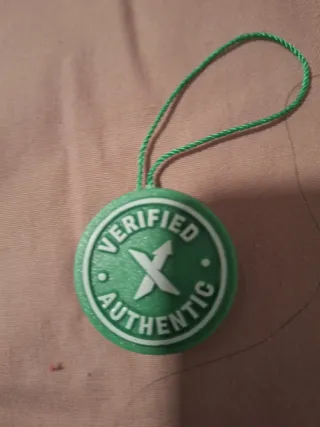 VERIFIED
X
AUTHENTIC